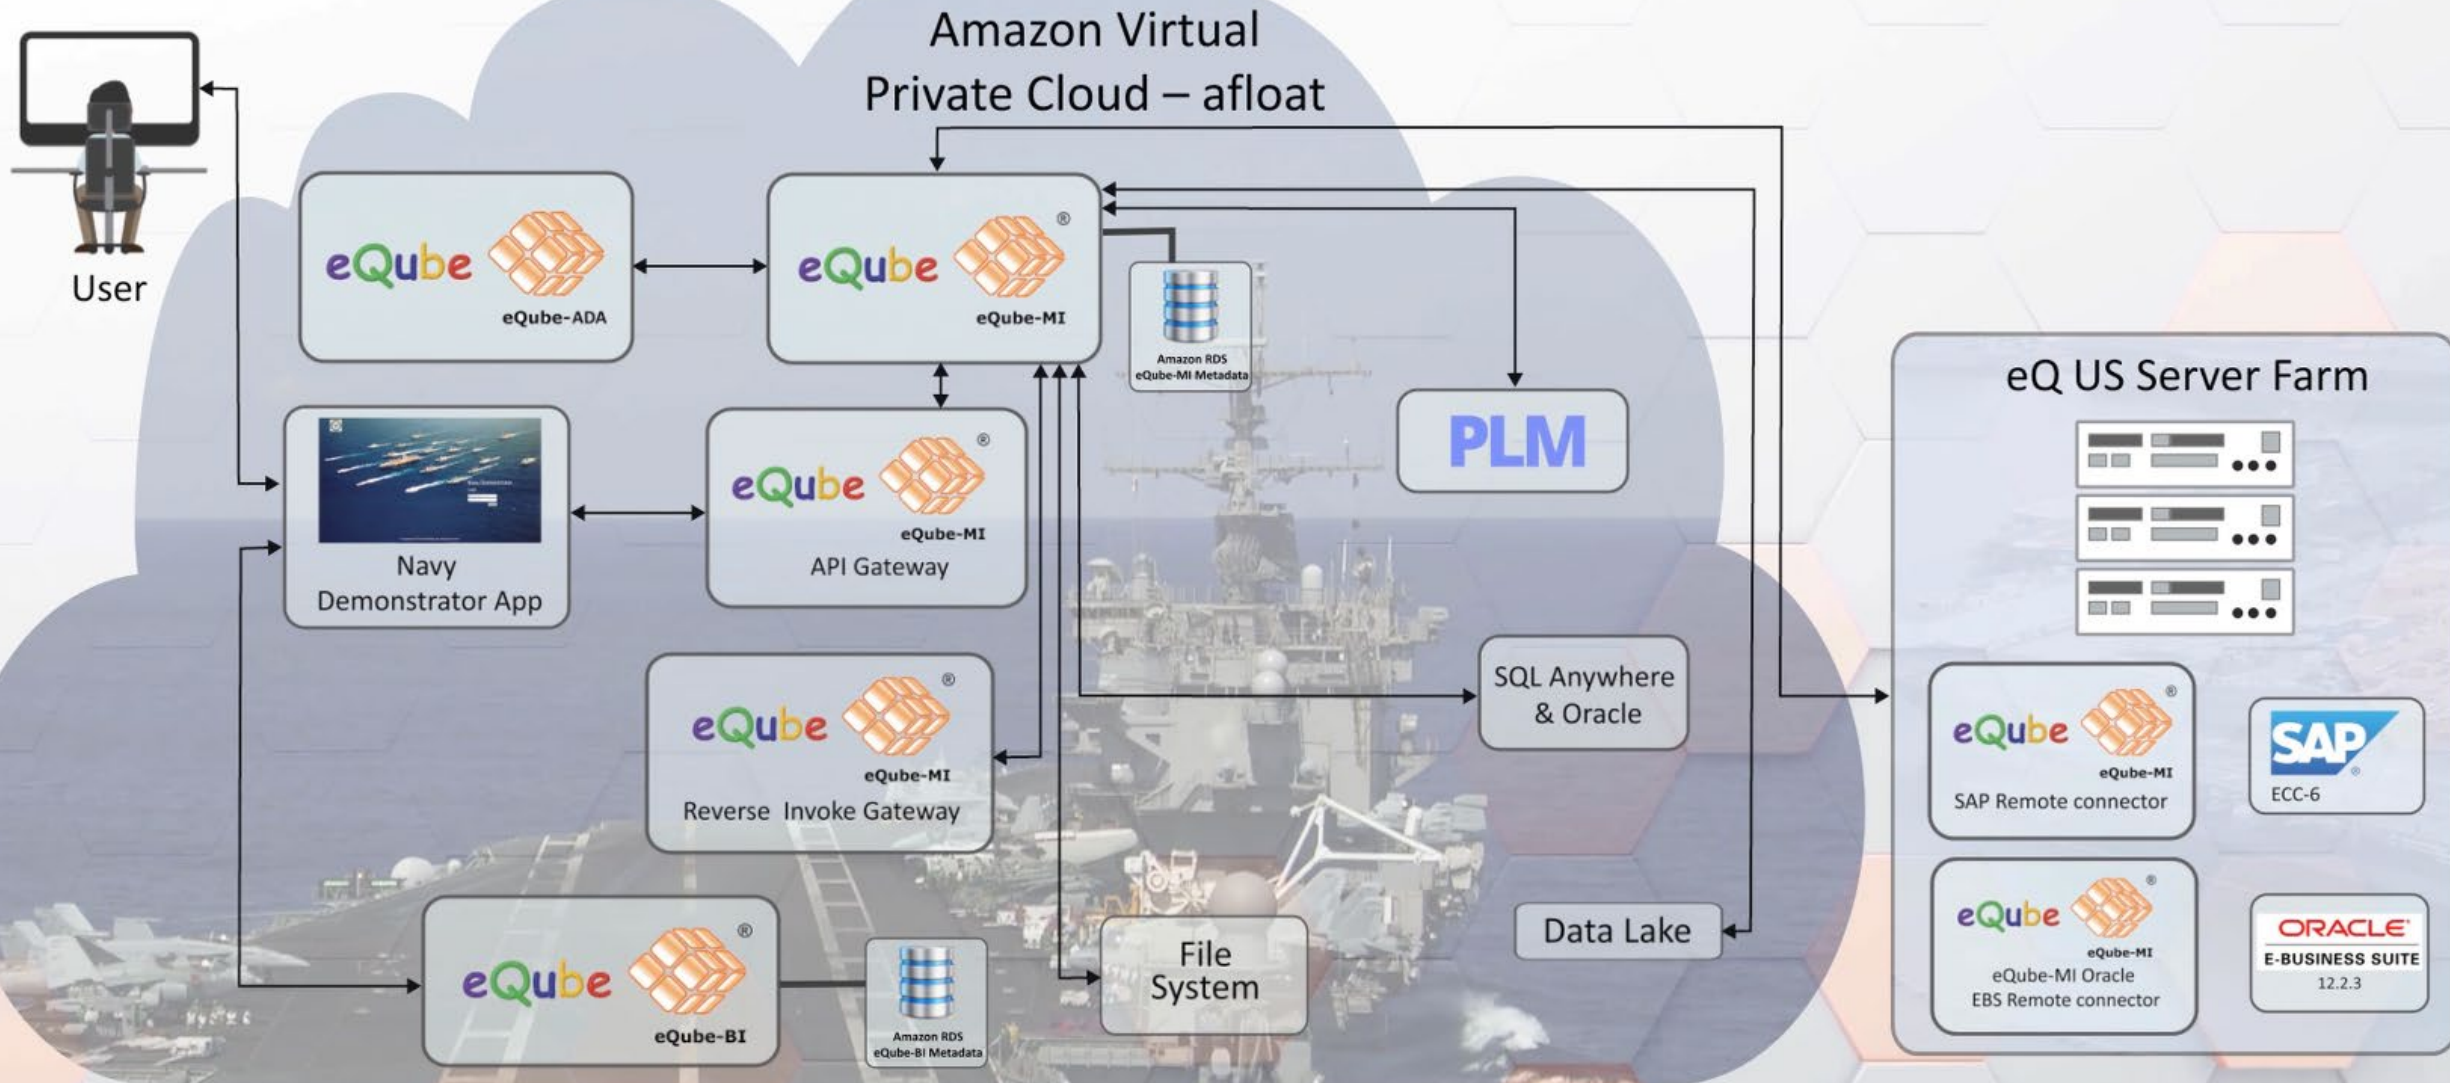 Amazon Virtual
Private Cloud – afloat
User
eQube
eQube-ADA
eQube ®
eQube-MI
Amazon RDS
eQube-MI Metadata
PLM
eQ US Server Farm
Navy
Demonstrator App
eQube ®
eQube-MI
API Gateway
eQube ®
eQube-MI
Reverse Invoke Gateway
SQL Anywhere
& Oracle
eQube ®
eQube-MI
SAP Remote connector
SAP ®
ECC-6
eQube ®
eQube-BI
Amazon RDS
eQube-BI Metadata
File
System
Data Lake
eQube ®
eQube-MI
eQube-MI Oracle
EBS Remote connector
ORACLE®
E-BUSINESS SUITE
12.2.3